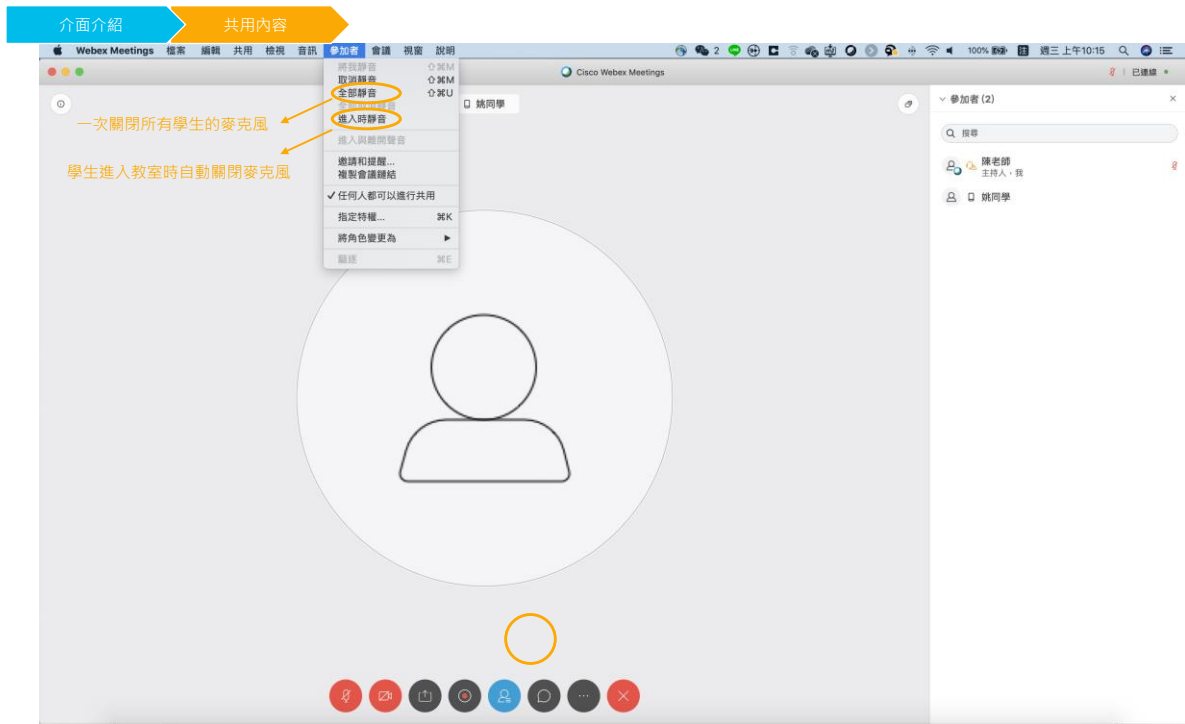 介面介紹
共用內容
Webex Meetings 檔案 編輯 共用 檢視 音訊 參加者 會議 視窗 說明
2 100% 週三 上午10:15
Cisco Webex Meetings
已連線
將我靜音 ⇧⌘M
取消靜音 ⇧⌘M
全部靜音 ⇧⌘U
進入時靜音
進入與離開聲音
邀請和提醒...
複製會議鏈結
✓任何人都可以進行共用
指定特權... ⌘K
將角色變更為 ▶
驅逐 ⌘E
一次關閉所有學生的麥克風
學生進入教室時自動關閉麥克風
姚同學
參加者 (2)
搜尋
陳老師
主持人，我
姚同學